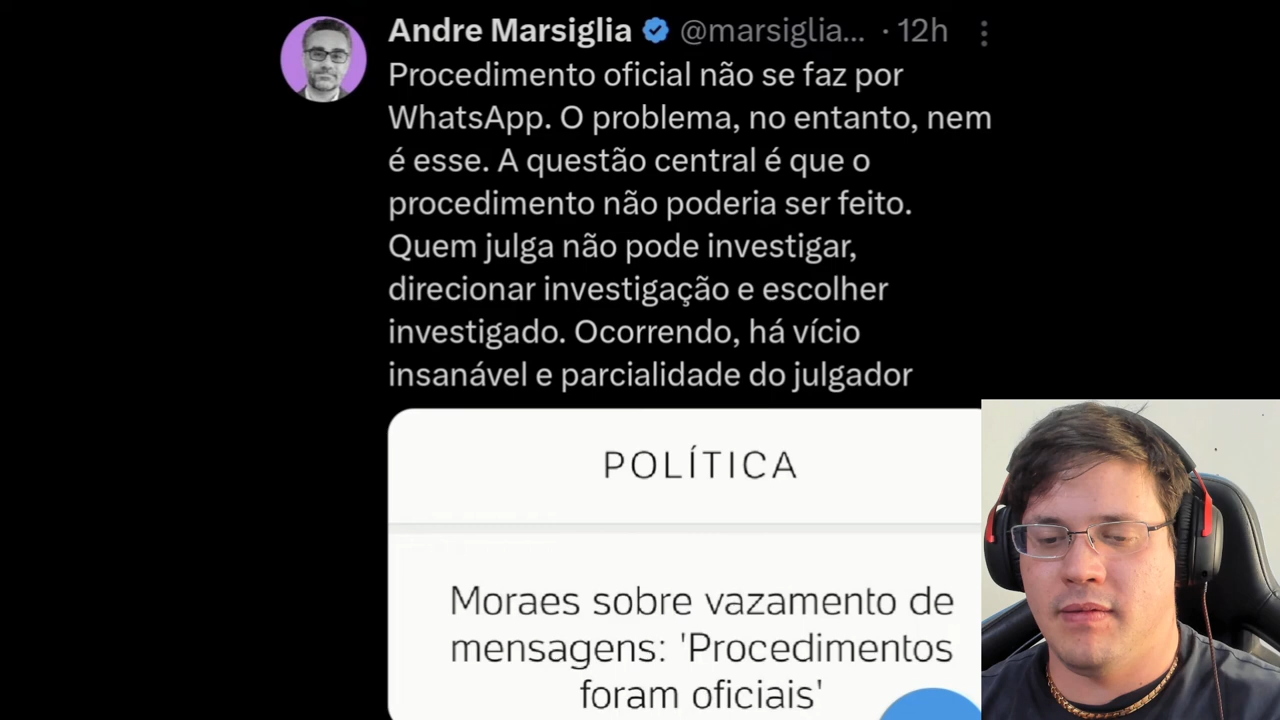 Andre Marsiglia @marsiglia... · 12h
Procedimento oficial não se faz por
WhatsApp. O problema, no entanto, nem
é esse. A questão central é que o
procedimento não poderia ser feito.
Quem julga não pode investigar,
direcionar investigação e escolher
investigado. Ocorrendo, há vício
insanável e parcialidade do julgador
POLÍTICA
Moraes sobre vazamento de
mensagens: 'Procedimentos
foram oficiais'